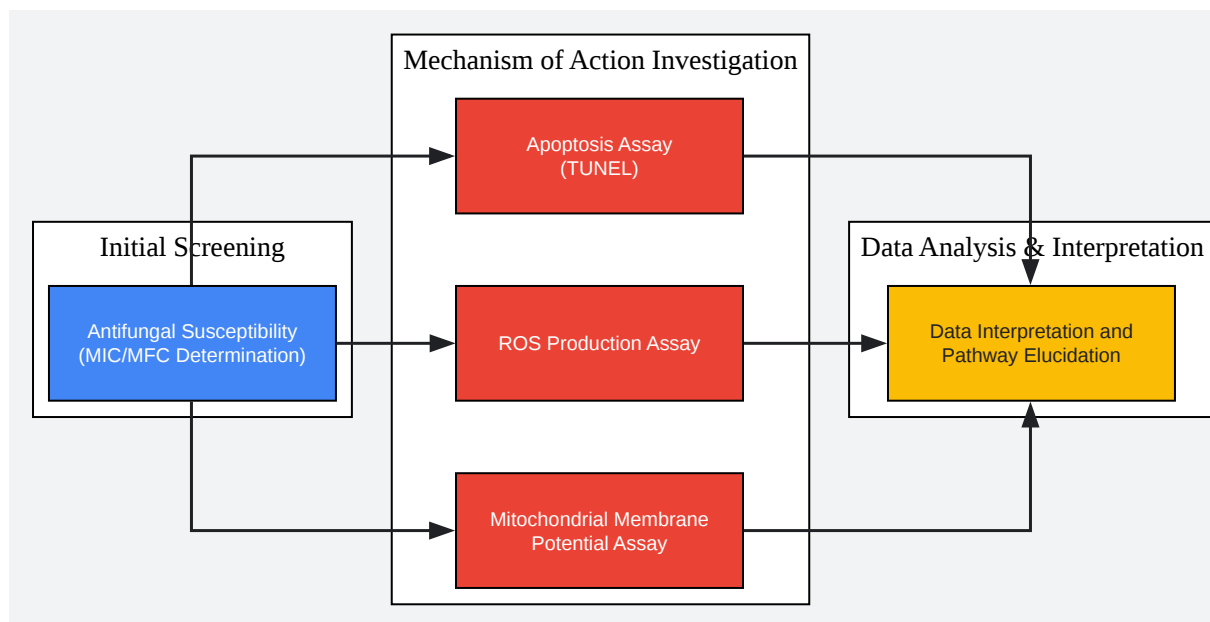 Mechanism of Action Investigation
Apoptosis Assay
(TUNEL)
Initial Screening
Antifungal Susceptibility
(MIC/MFC Determination)
ROS Production Assay
Data Analysis & Interpretation
Data Interpretation and
Pathway Elucidation
Mitochondrial Membrane
Potential Assay